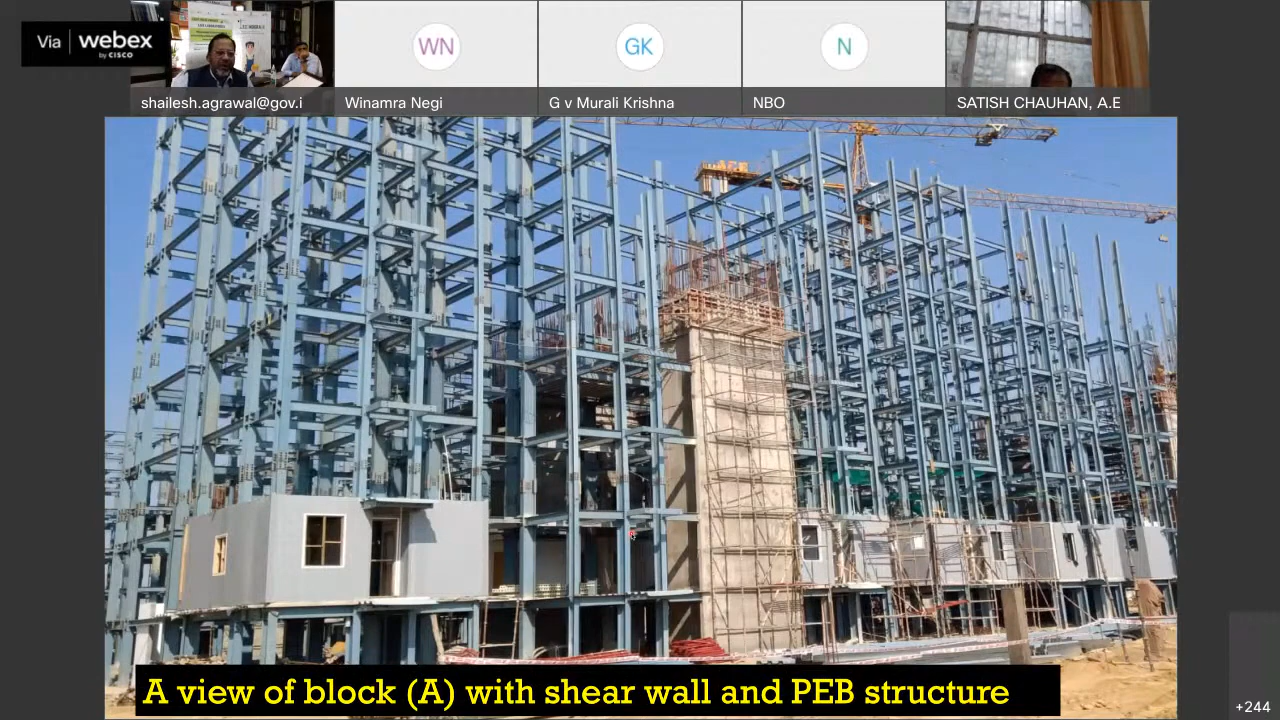 Via webex
by CISCO
WN
GK
N
shailesh.agrawal@gov.i
Winamra Negi
G v Murali Krishna
NBO
SATISH CHAUHAN, A.E
A view of block (A) with shear wall and PEB structure
+244